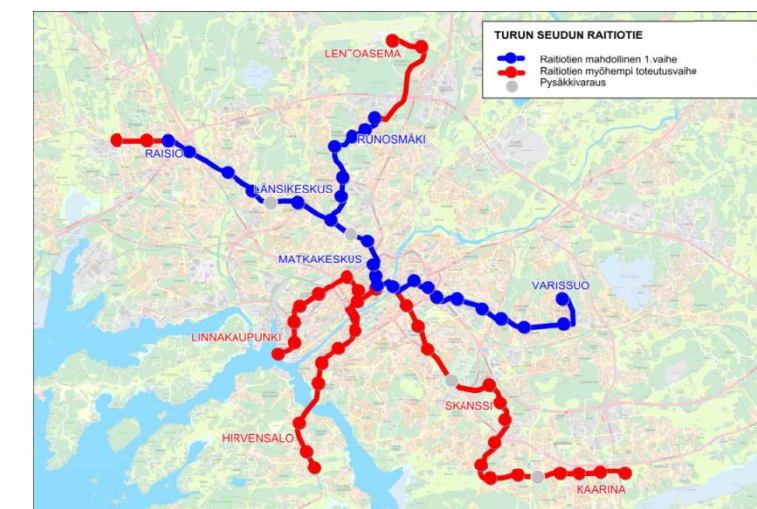 TURUN SEUDUN RAITIOTIE
Raitiotien mahdollinen 1.vaihe
Raitiotien myöhempi toteutusvaihe
Pysäkkivaraus
LENTOASEMA
RUNOSMÄKI
RAISIO
LÄNSIKESKUS
MATKAKESKUS
VARISSUO
LINNAKAUPUNKI
SKANSSI
HIRVENSALO
KAARINA